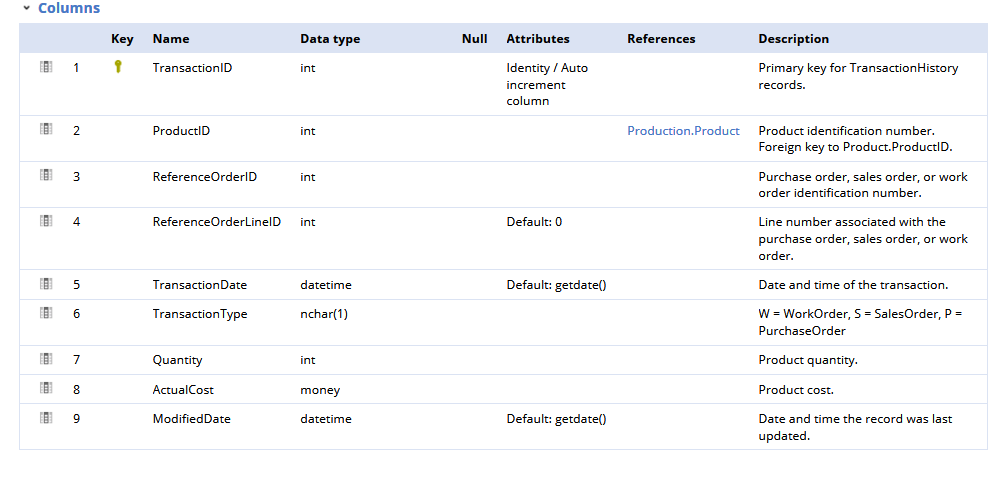 Columns
Key Name Data type Null Attributes References Description
1 TransactionID int Identity / Auto increment column Primary key for TransactionHistory records.
2 ProductID int Production.Product Product identification number. Foreign key to Product.ProductID.
3 ReferenceOrderID int Purchase order, sales order, or work order identification number.
4 ReferenceOrderLineID int Default: 0 Line number associated with the purchase order, sales order, or work order.
5 TransactionDate datetime Default: getdate() Date and time of the transaction.
6 TransactionType nchar(1) W = WorkOrder, S = SalesOrder, P = PurchaseOrder
7 Quantity int Product quantity.
8 ActualCost money Product cost.
9 ModifiedDate datetime Default: getdate() Date and time the record was last updated.